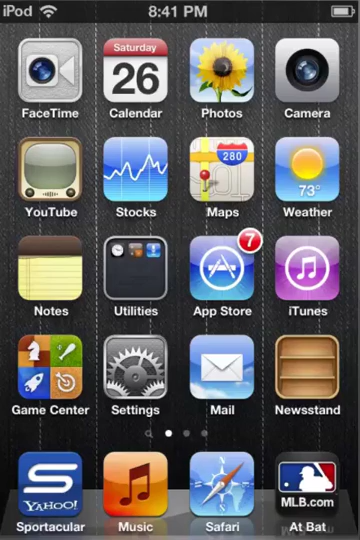 iPod 8:41 PM
Saturday
26
FaceTime Calendar Photos Camera
280
73°
YouTube Stocks Maps Weather
7
Notes Utilities App Store iTunes
Game Center Settings Mail Newsstand
YAHOO!
MLB.com
Sportacular Music Safari At Bat